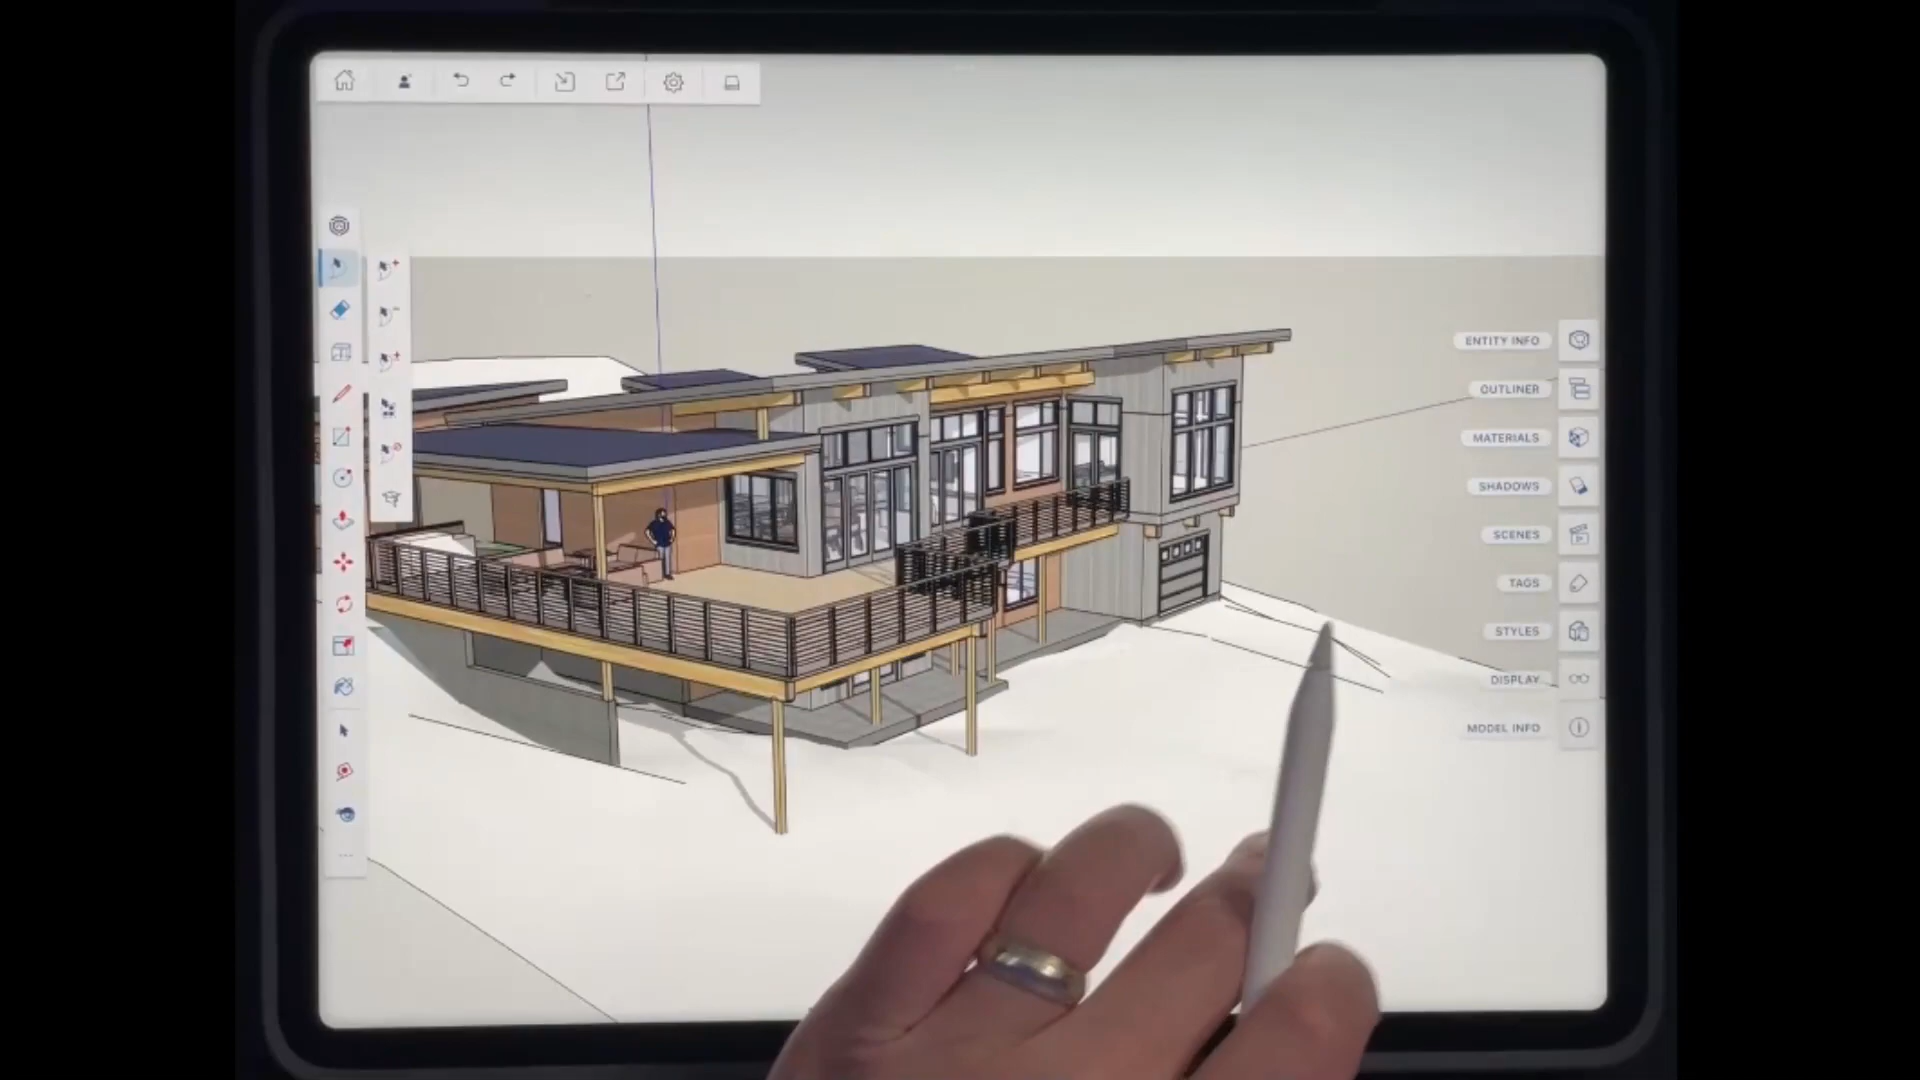 ENTITY INFO
OUTLINER
MATERIALS
SHADOWS
SCENES
TAGS
STYLES
DISPLAY
MODEL INFO